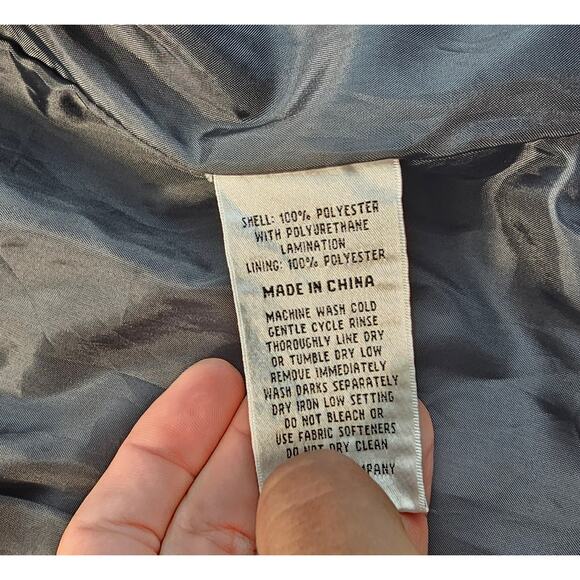 SHELL: 100% POLYESTER
WITH POLYURETHANE
LAMINATION
LINING: 100% POLYESTER
MADE IN CHINA
MACHINE WASH COLD
GENTLE CYCLE RINSE
THOROUGHLY LINE DRY
OR TUMBLE DRY LOW
REMOVE IMMEDIATELY
WASH DARKS SEPARATELY
DRY IRON LOW SETTING
DO NOT BLEACH OR
USE FABRIC SOFTENERS
DO NOT DRY CLEAN